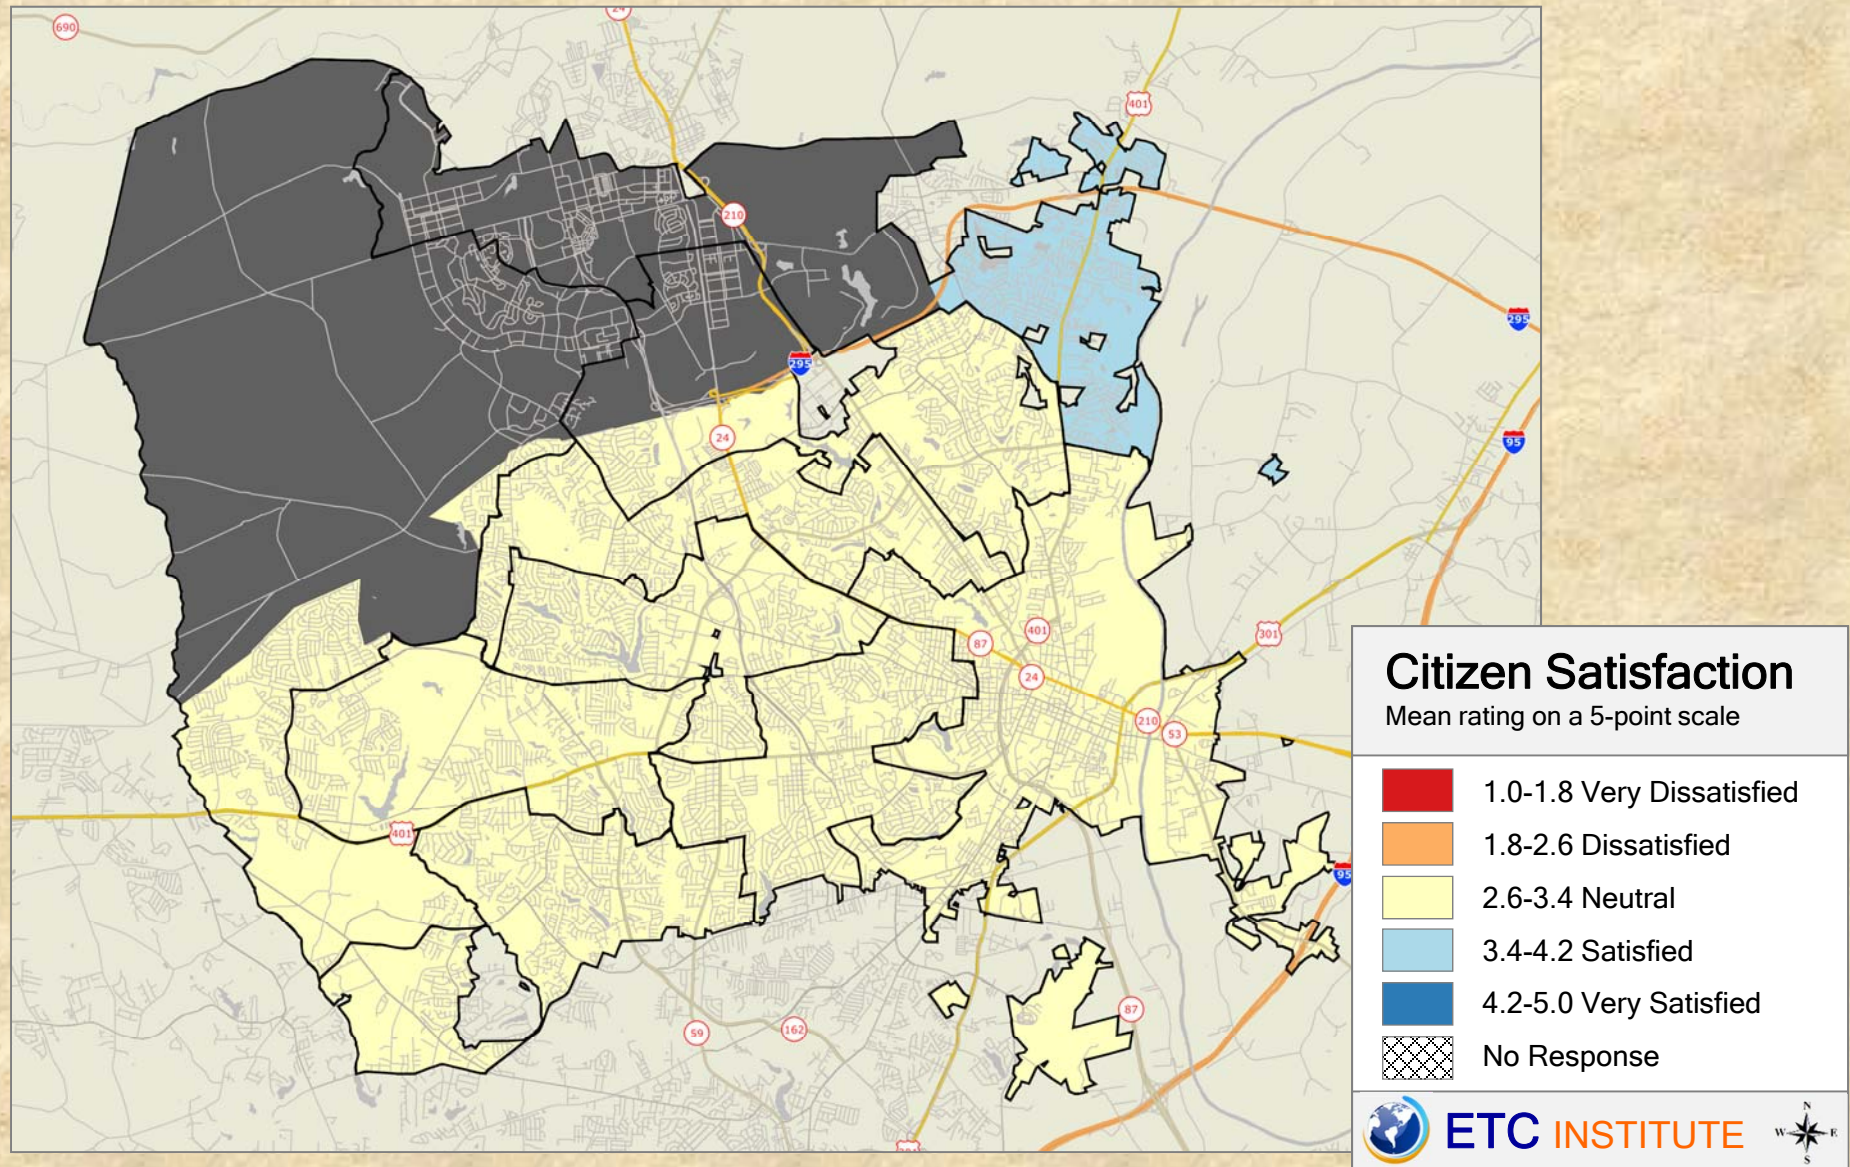 690
24
401
210
295
295
24
95
87
401
301
24
210
53
401
95
87
59
162
Citizen Satisfaction
Mean rating on a 5-point scale
1.0-1.8 Very Dissatisfied
1.8-2.6 Dissatisfied
2.6-3.4 Neutral
3.4-4.2 Satisfied
4.2-5.0 Very Satisfied
No Response
ETC INSTITUTE
N
W E
S